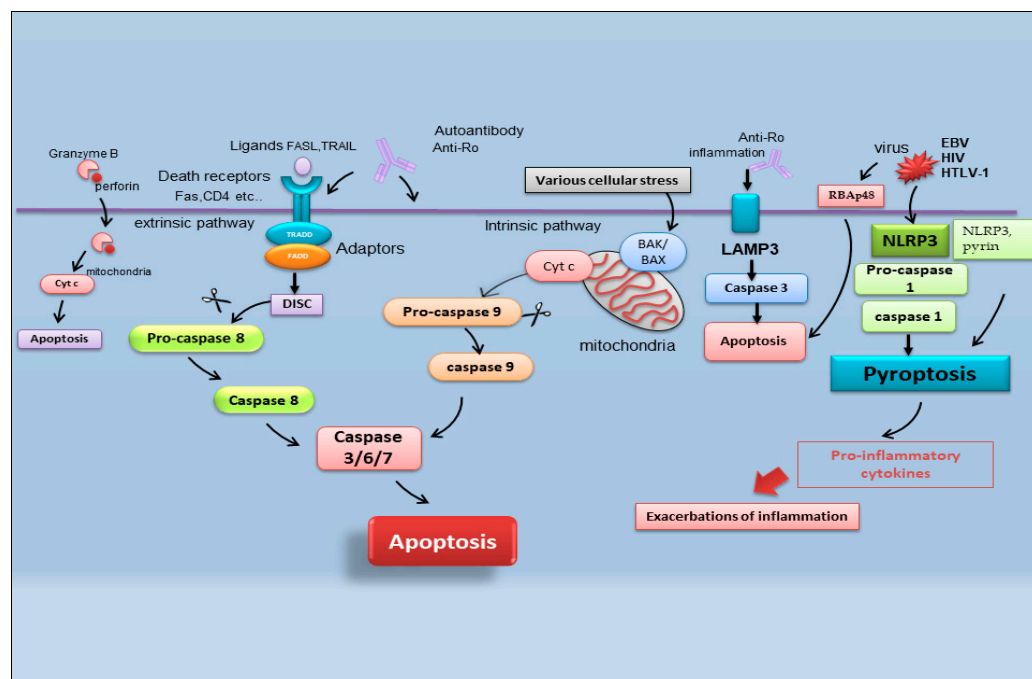 Granzyme B
perforin
mitochondria
Cyt c
Apoptosis
Ligands FASL,TRAIL
Death receptors
Fas,CD4 etc..
extrinsic pathway
TRADD
FADD
Adaptors
DISC
Pro-caspase 8
Caspase 8
Autoantibody
Anti-Ro
Various cellular stress
Intrinsic pathway
BAK/
BAX
Cyt c
mitochondria
Pro-caspase 9
caspase 9
Caspase
3/6/7
Apoptosis
Anti-Ro
inflammation
LAMP3
Caspase 3
Apoptosis
virus
RBAp48
EBV
HIV
HTLV-1
NLRP3
NLRP3,
pyrin
Pro-caspase
1
caspase 1
Pyroptosis
Pro-inflammatory
cytokines
Exacerbations of inflammation